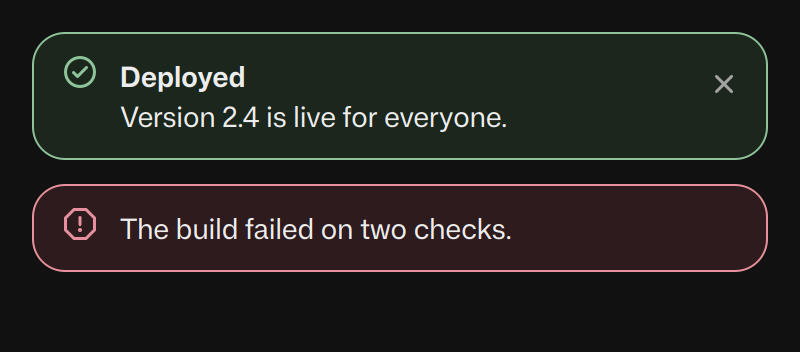 Deployed
Version 2.4 is live for everyone.
The build failed on two checks.